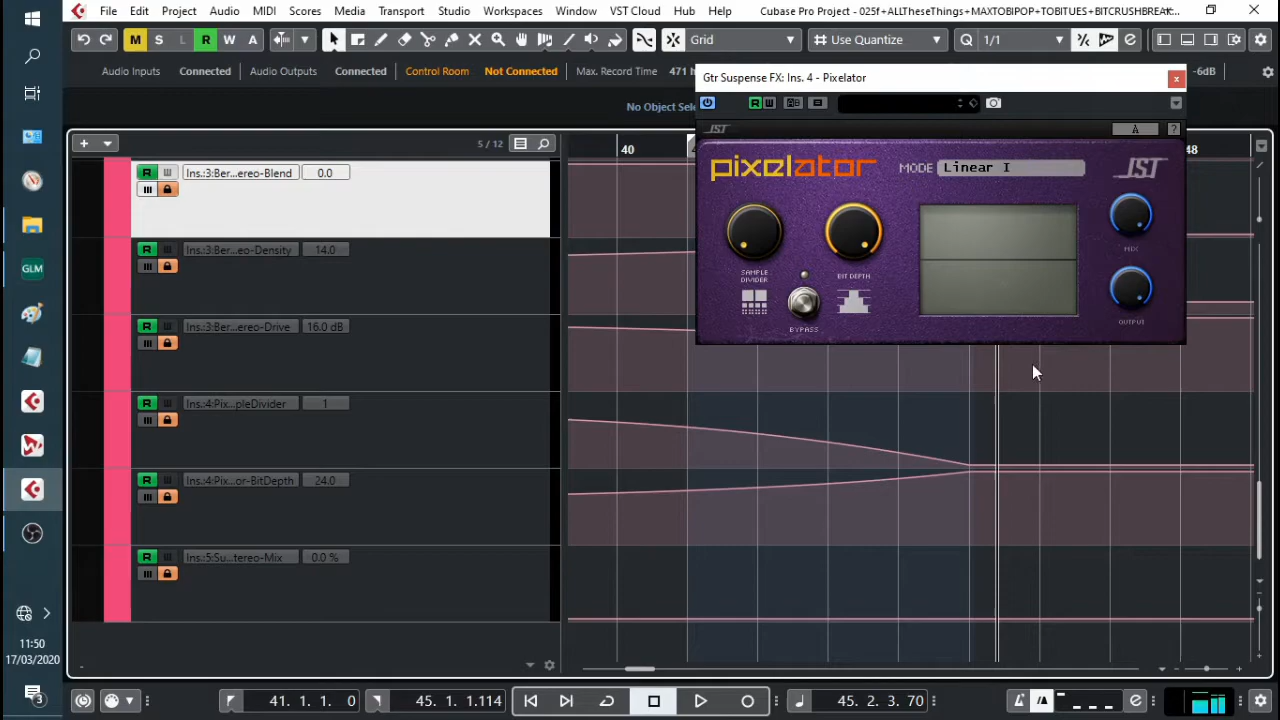 File Edit Project Audio MIDI Scores Media Transport Studio Workspaces Window VST Cloud Hub Help Cubase Pro Project - 025f+ALLTheseThings+MAXTOBIPOP+TOBITUES+BITCRUSHBREAK...
M S L R W A Grid Use Quantize Q 1/1
Audio Inputs Connected Audio Outputs Connected Control Room Not Connected Max. Record Time 471 h -6dB
Gtr Suspense FX: Ins. 4 - Pixelator
No Object Sele
R W
JST A ?
5 / 12 40 48
pixelator MODE Linear I JST
R Ins.:3:Ber...ereo-Blend 0.0
MIX
R Ins.:3:Ber...eo-Density 14.0
SAMPLE DIVIDER BIT DEPTH
BYPASS
OUTPUT
R Ins.:3:Ber...ereo-Drive 16.0 dB
R Ins.:4:Pix...pleDivider 1
R Ins.:4:Pix...or-BitDepth 24.0
R Ins.:5:Su...tereo-Mix 0.0 %
GLM
11:50
17/03/2020
3
41. 1. 1. 0 45. 1. 1.114 45. 2. 3. 70